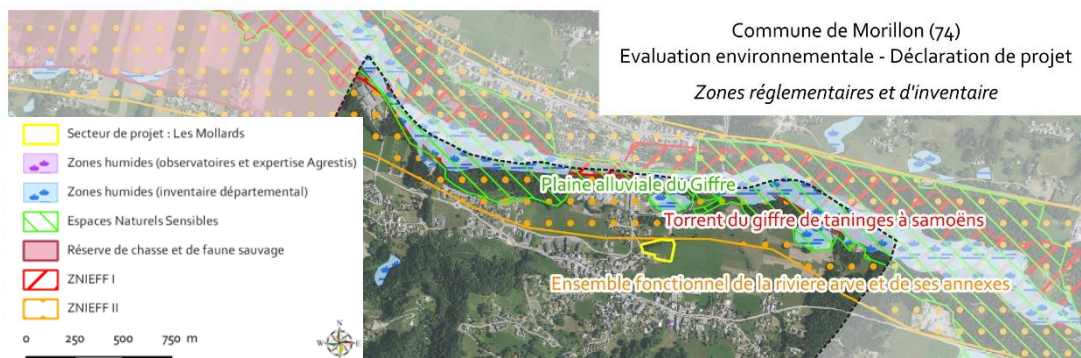 Commune de Morillon (74)
Evaluation environnementale - Déclaration de projet
Zones réglementaires et d'inventaire
Secteur de projet : Les Mollards
Zones humides (observatoires et expertise Agrestis)
Zones humides (inventaire départemental)
Espaces Naturels Sensibles
Réserve de chasse et de faune sauvage
ZNIEFF I
ZNIEFF II
0 250 500 750 m
N
W E
S
Plaine alluviale du Giffre
Torrent du giffre de taninges à samoëns
Ensemble fonctionnel de la riviere arve et de ses annexes